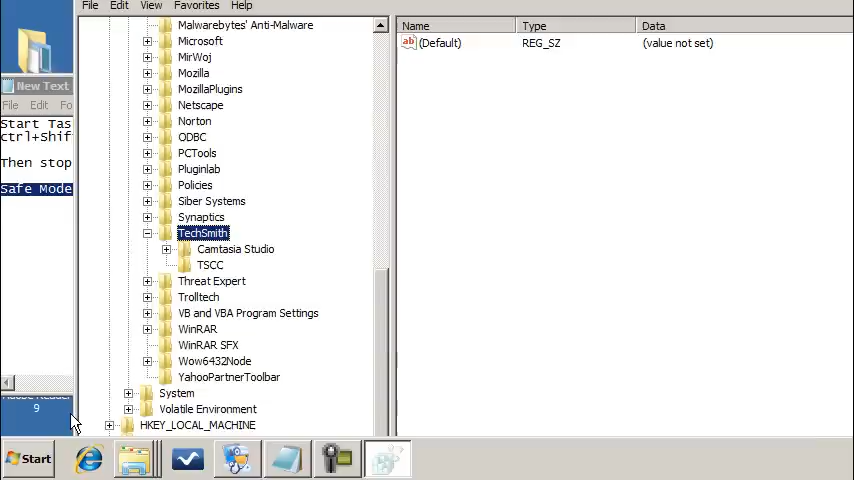 File Edit View Favorites Help
Malwarebytes' Anti-Malware
Microsoft
MirWoj
Mozilla
MozillaPlugins
Netscape
Norton
ODBC
PCTools
Pluginlab
Policies
Siber Systems
Synaptics
TechSmith
Camtasia Studio
TSCC
Threat Expert
Trolltech
VB and VBA Program Settings
WinRAR
WinRAR SFX
Wow6432Node
YahooPartnerToolbar
System
Volatile Environment
HKEY_LOCAL_MACHINE
Name Type Data
ab (Default) REG_SZ (value not set)
New Text
File Edit Fo
Start Tas
ctrl+Shif
Then stop
Safe Mode
9
Start